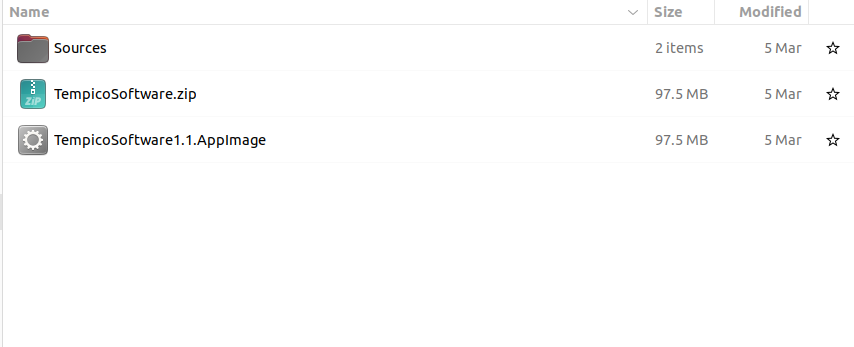 Name Size Modified
Sources 2 items 5 Mar
ZIP TempicoSoftware.zip 97.5 MB 5 Mar
TempicoSoftware1.1.AppImage 97.5 MB 5 Mar